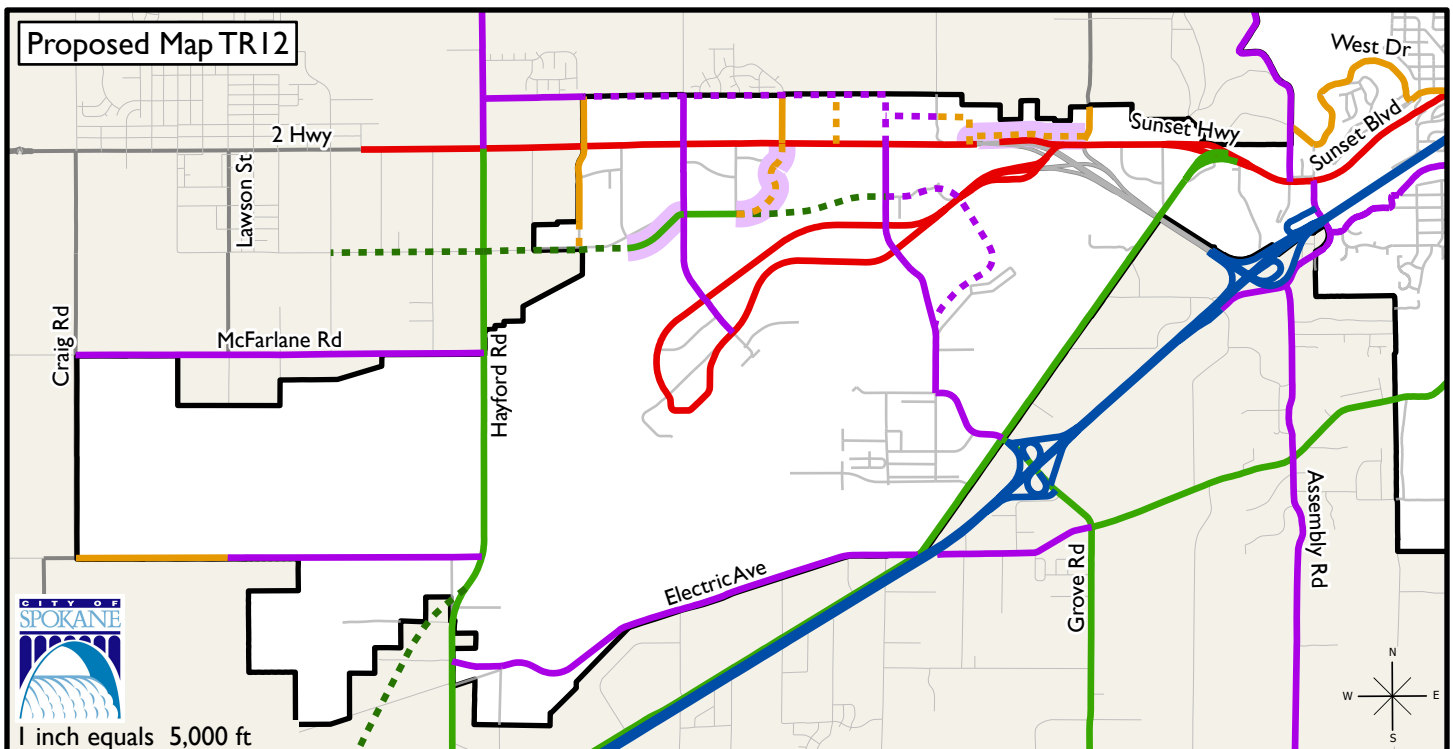 Proposed Map TR12
West Dr
2 Hwy
Sunset Hwy
Sunset Blvd
Lawson St
Craig Rd
McFarlane Rd
Hayford Rd
Assembly Rd
Electric Ave
Grove Rd
CITY OF
SPOKANE
N
W
E
S
1 inch equals 5,000 ft